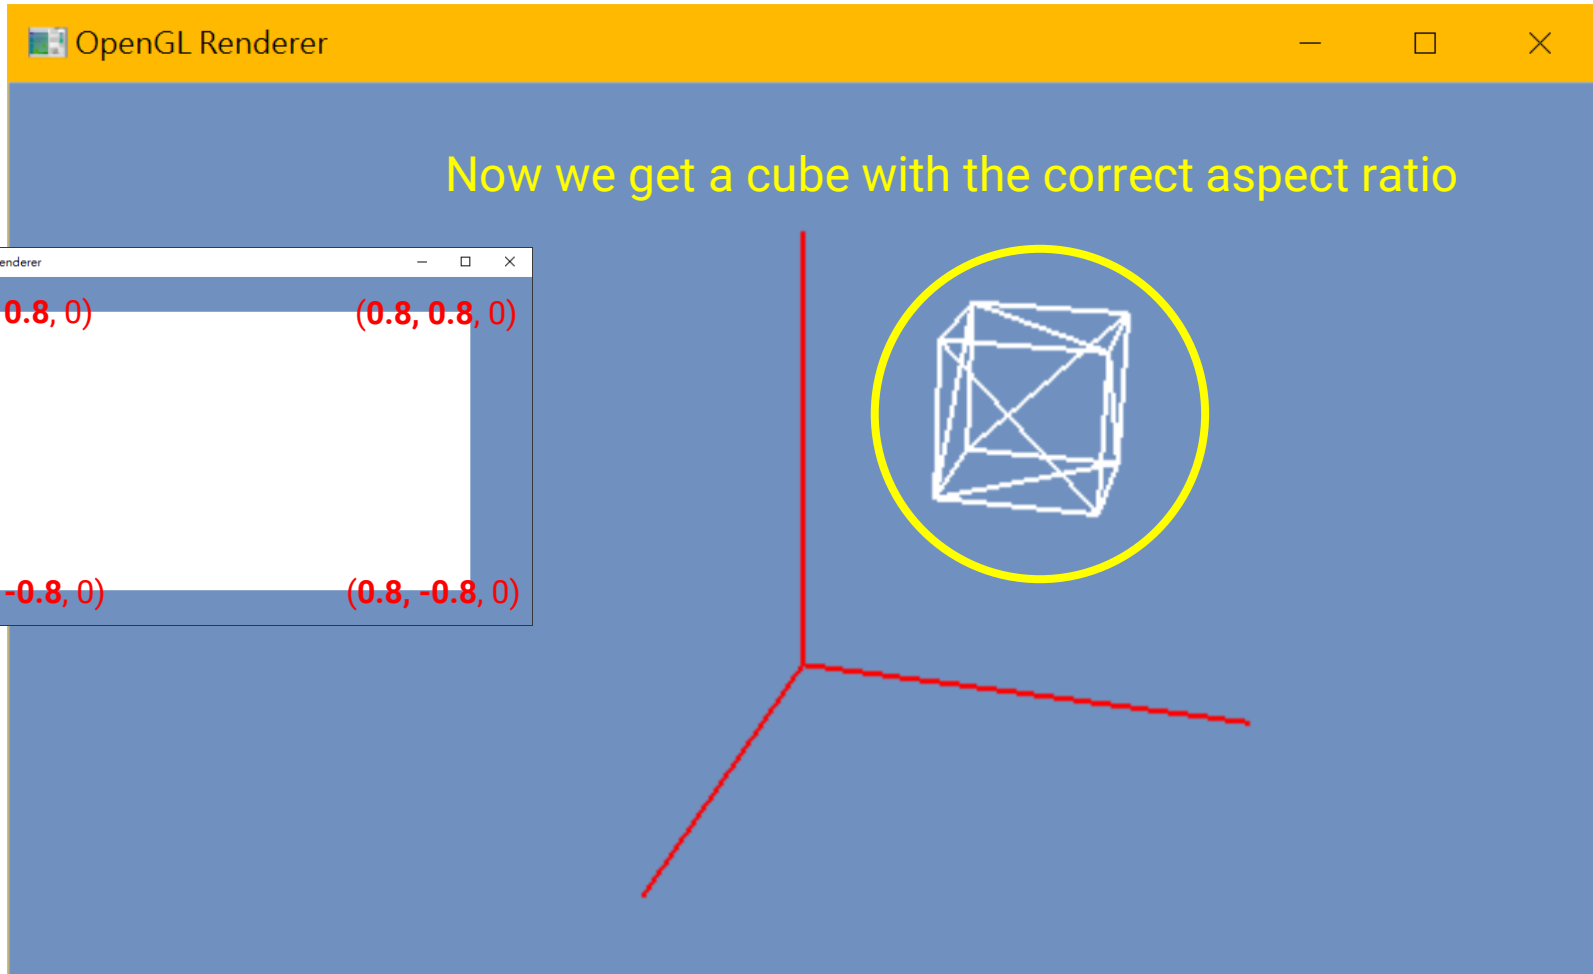 OpenGL Renderer
Now we get a cube with the correct aspect ratio
enderer
0.8, 0)
(0.8, 0.8, 0)
-0.8, 0)
(0.8, -0.8, 0)